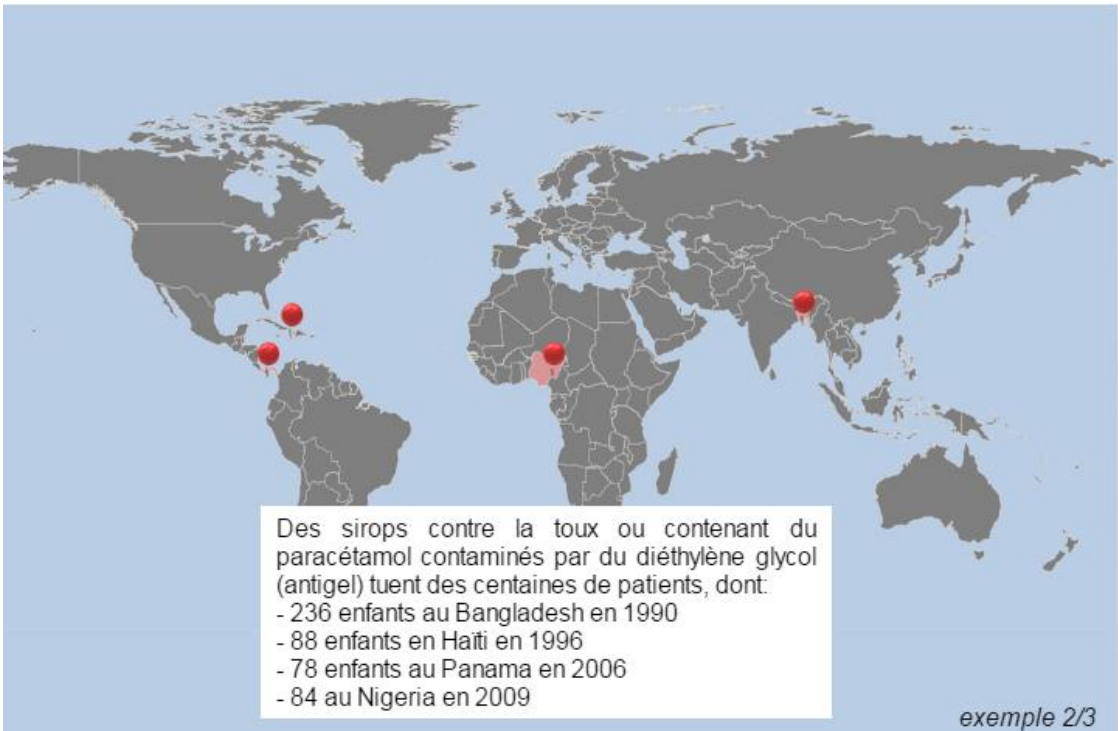 Des sirops contre la toux ou contenant du
paracétamol contaminés par du diéthylène glycol
(antigel) tuent des centaines de patients, dont:
- 236 enfants au Bangladesh en 1990
- 88 enfants en Haïti en 1996
- 78 enfants au Panama en 2006
- 84 au Nigeria en 2009
exemple 2/3